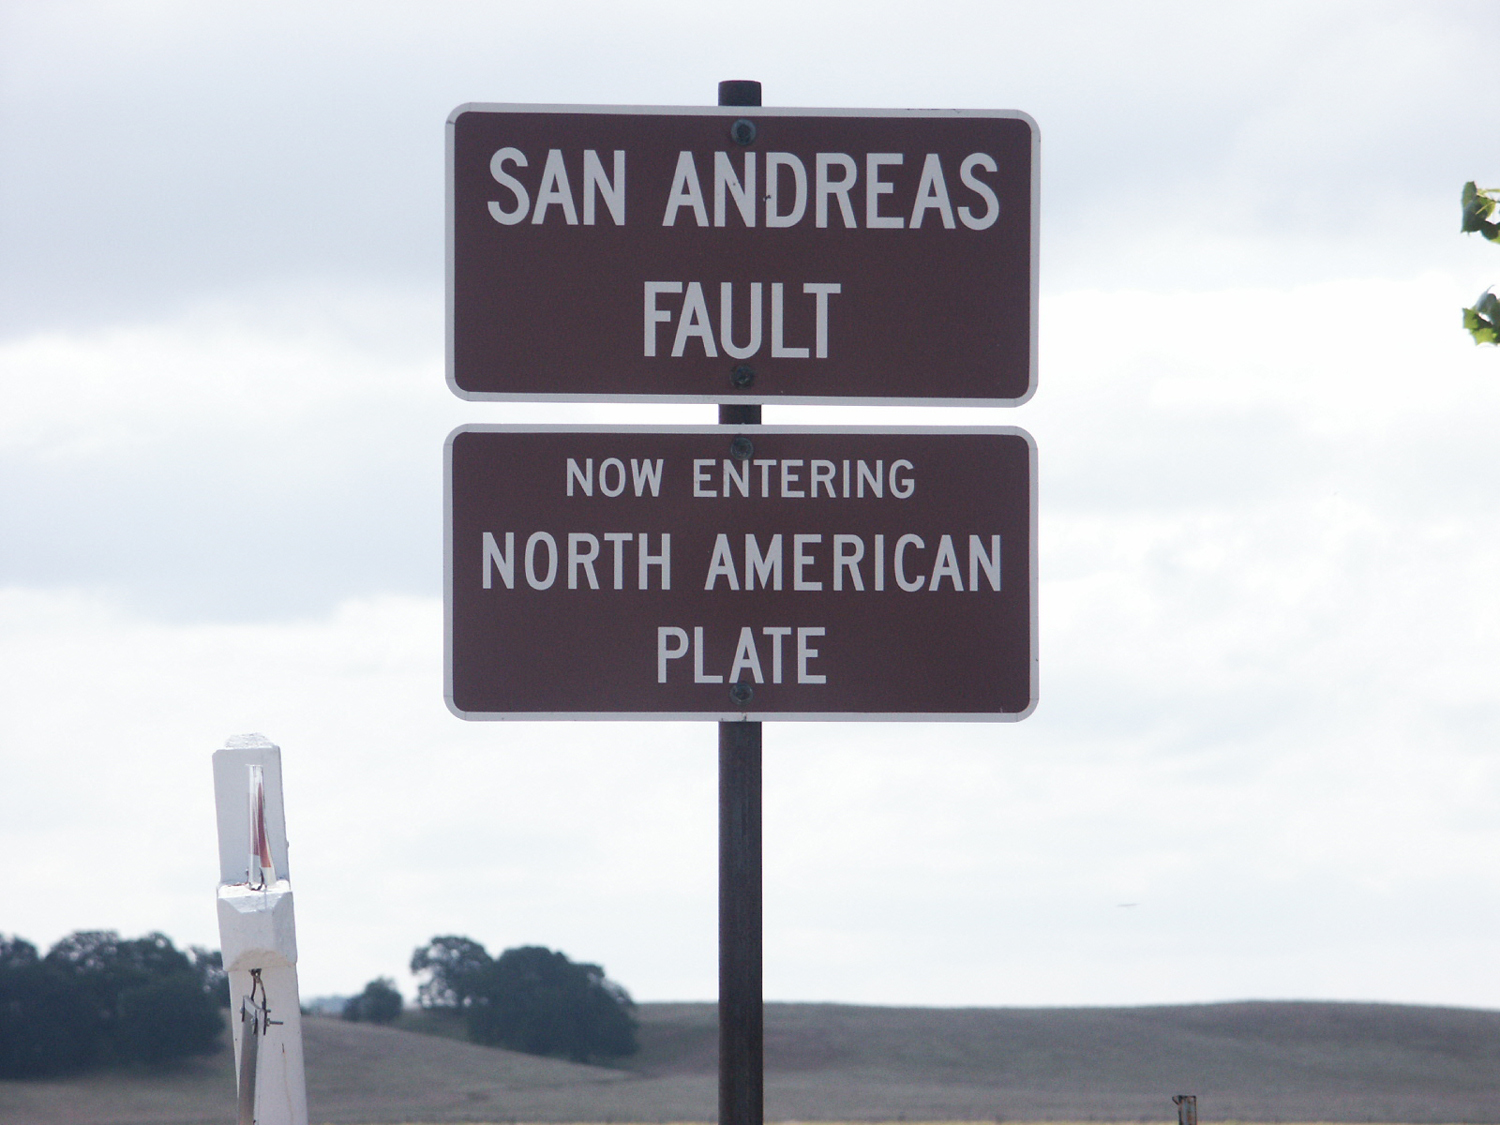 SAN ANDREAS
FAULT
NOW ENTERING
NORTH AMERICAN
PLATE